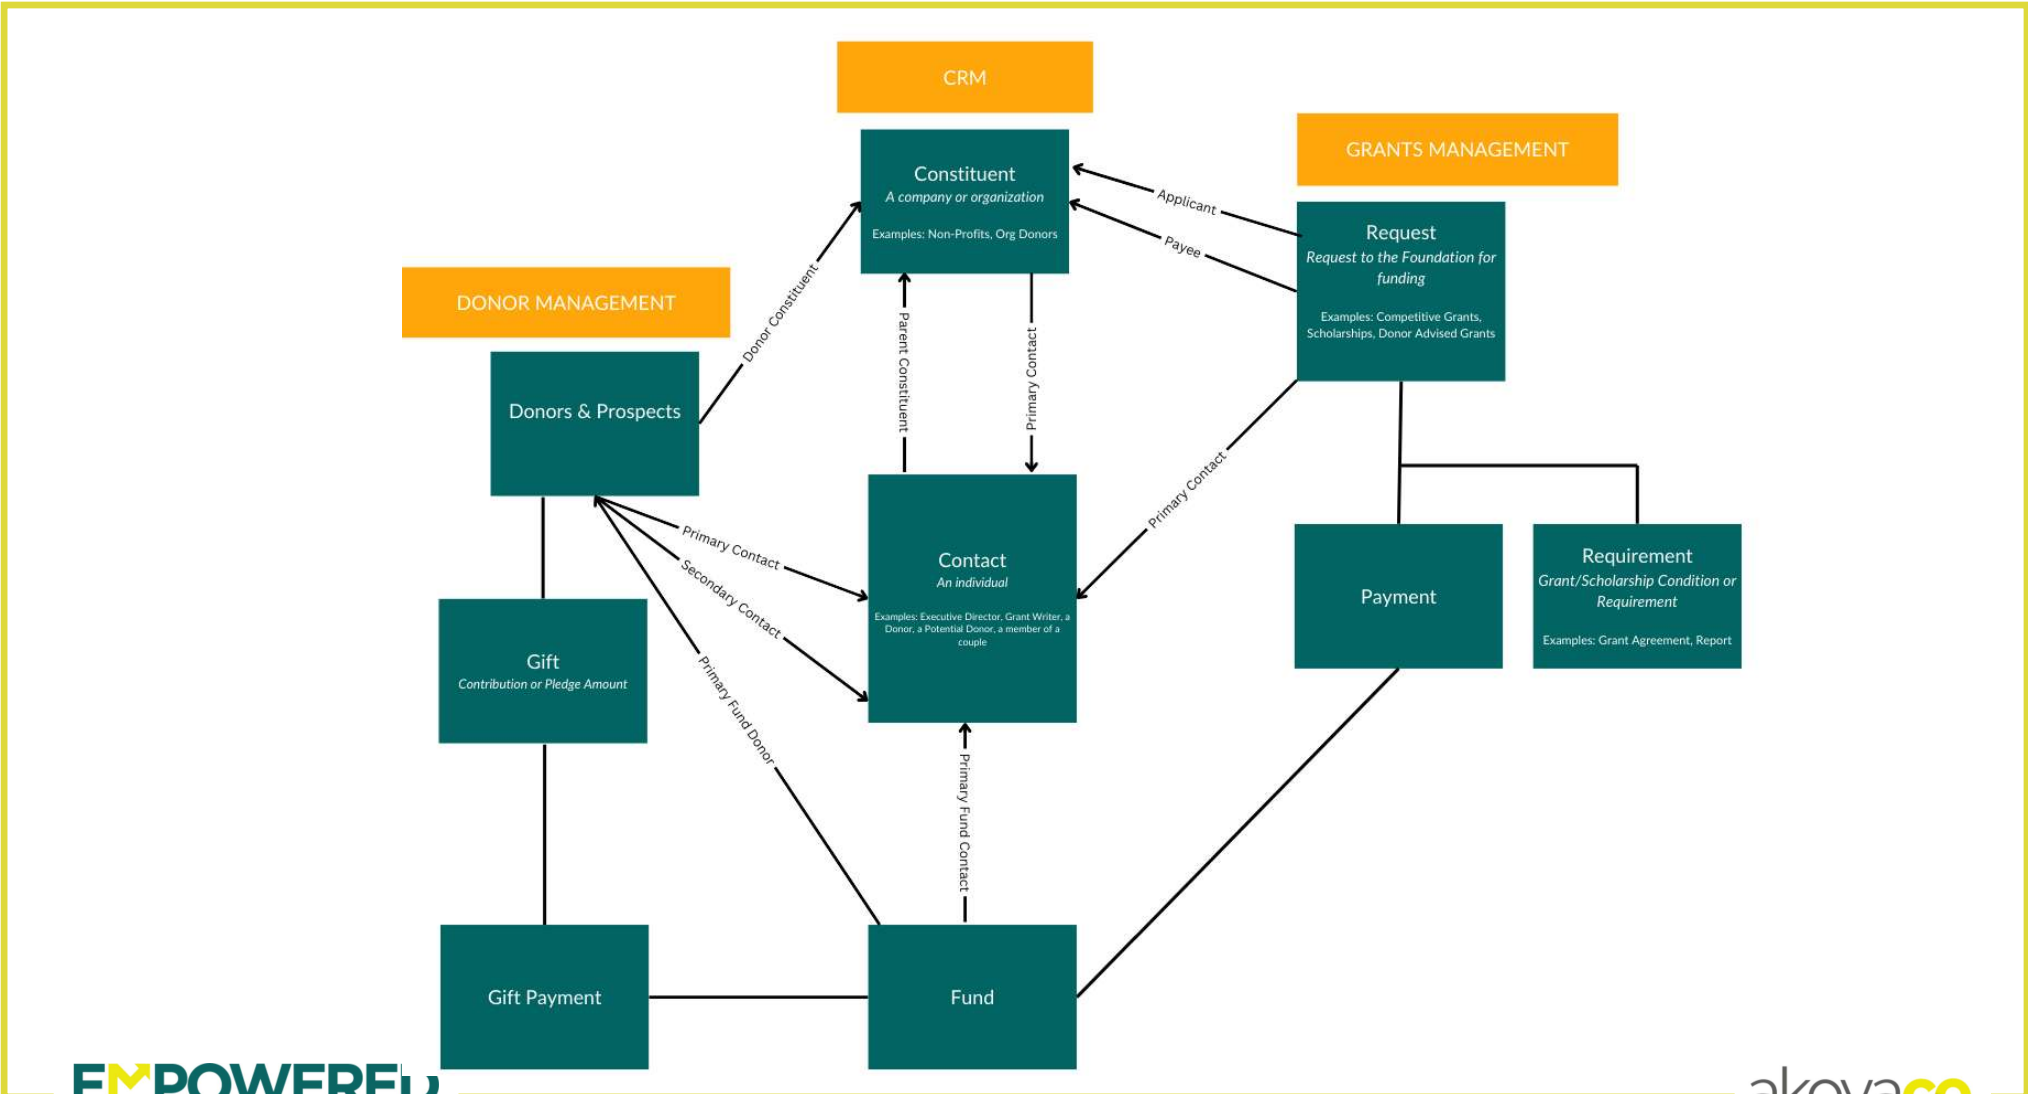 CRM
Constituent
A company or organization
Examples: Non-Profits, Org Donors
GRANTS MANAGEMENT
Applicant
Payee
Request
Request to the Foundation for
funding
Examples: Competitive Grants,
Scholarships, Donor Advised Grants
DONOR MANAGEMENT
Donor Constituent
Parent Constituent
Primary Contact
Donors & Prospects
Primary Contact
Primary Contact
Secondary Contact
Primary Fund Donor
Contact
An individual
Examples: Executive Director, Grant Writer, a
Donor, a Potential Donor, a member of a
couple
Payment
Requirement
Grant/Scholarship Condition or
Requirement
Examples: Grant Agreement, Report
Gift
Contribution or Pledge Amount
Primary Fund Contact
Gift Payment
Fund
EMPOWERED
akoyago